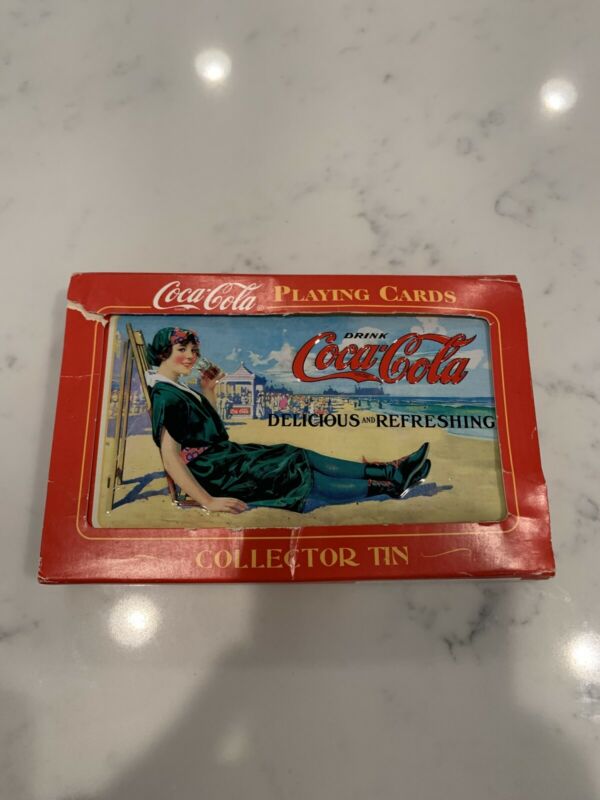 Coca-Cola® PLAYING CARDS
DRINK
Coca-Cola
DELICIOUS AND REFRESHING
COLLECTOR TIN